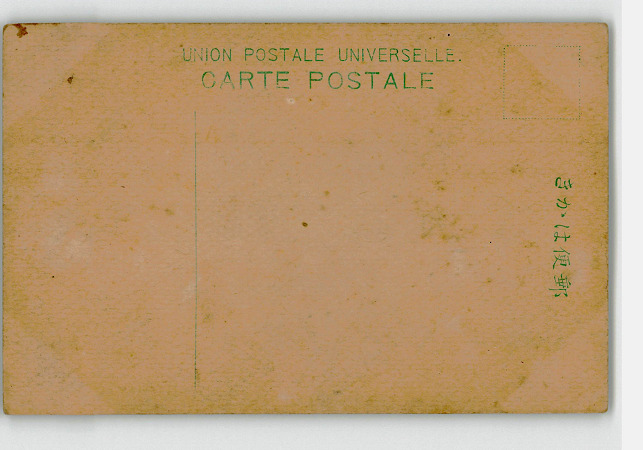 UNION POSTALE UNIVERSELLE.
CARTE POSTALE
郵便はかき